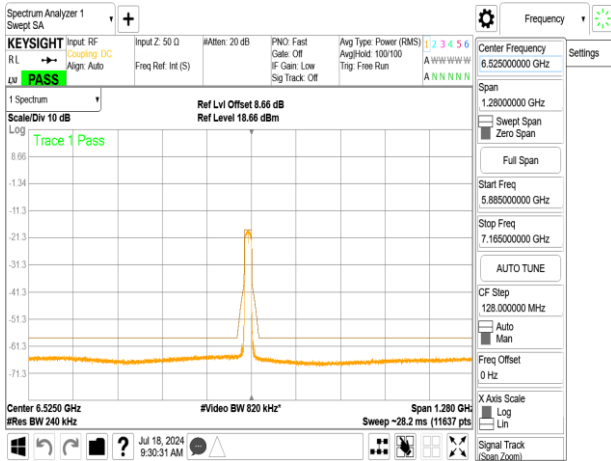 Spectrum Analyzer 1
Swept SA
+
Frequency
Settings
KEYSIGHT
RL
LXI
PASS
Input: RF
Coupling: DC
Align: Auto
Input Z: 50 Ω
Freq Ref: Int (S)
#Atten: 20 dB
PNO: Fast
Gate: Off
IF Gain: Low
Sig Track: Off
Avg Type: Power (RMS)
Avg|Hold: 100/100
Trig: Free Run
1 2 3 4 5 6
A W W W W W
A N N N N N
1 Spectrum
Scale/Div 10 dB
Ref Lvl Offset 8.66 dB
Ref Level 18.66 dBm
Log
Trace 1 Pass
8.66
-1.34
-11.3
-21.3
-31.3
-41.3
-51.3
-61.3
-71.3
Center 6.5250 GHz
#Res BW 240 kHz
#Video BW 820 kHz*
Span 1.280 GHz
Sweep ~28.2 ms (11637 pts
Jul 18, 2024
9:30:31 AM
Center Frequency
6.525000000 GHz
Span
1.28000000 GHz
Swept Span
Zero Span
Full Span
Start Freq
5.885000000 GHz
Stop Freq
7.165000000 GHz
AUTO TUNE
CF Step
128.000000 MHz
Auto
Man
Freq Offset
0 Hz
X Axis Scale
Log
Lin
Signal Track
(Span Zoom)